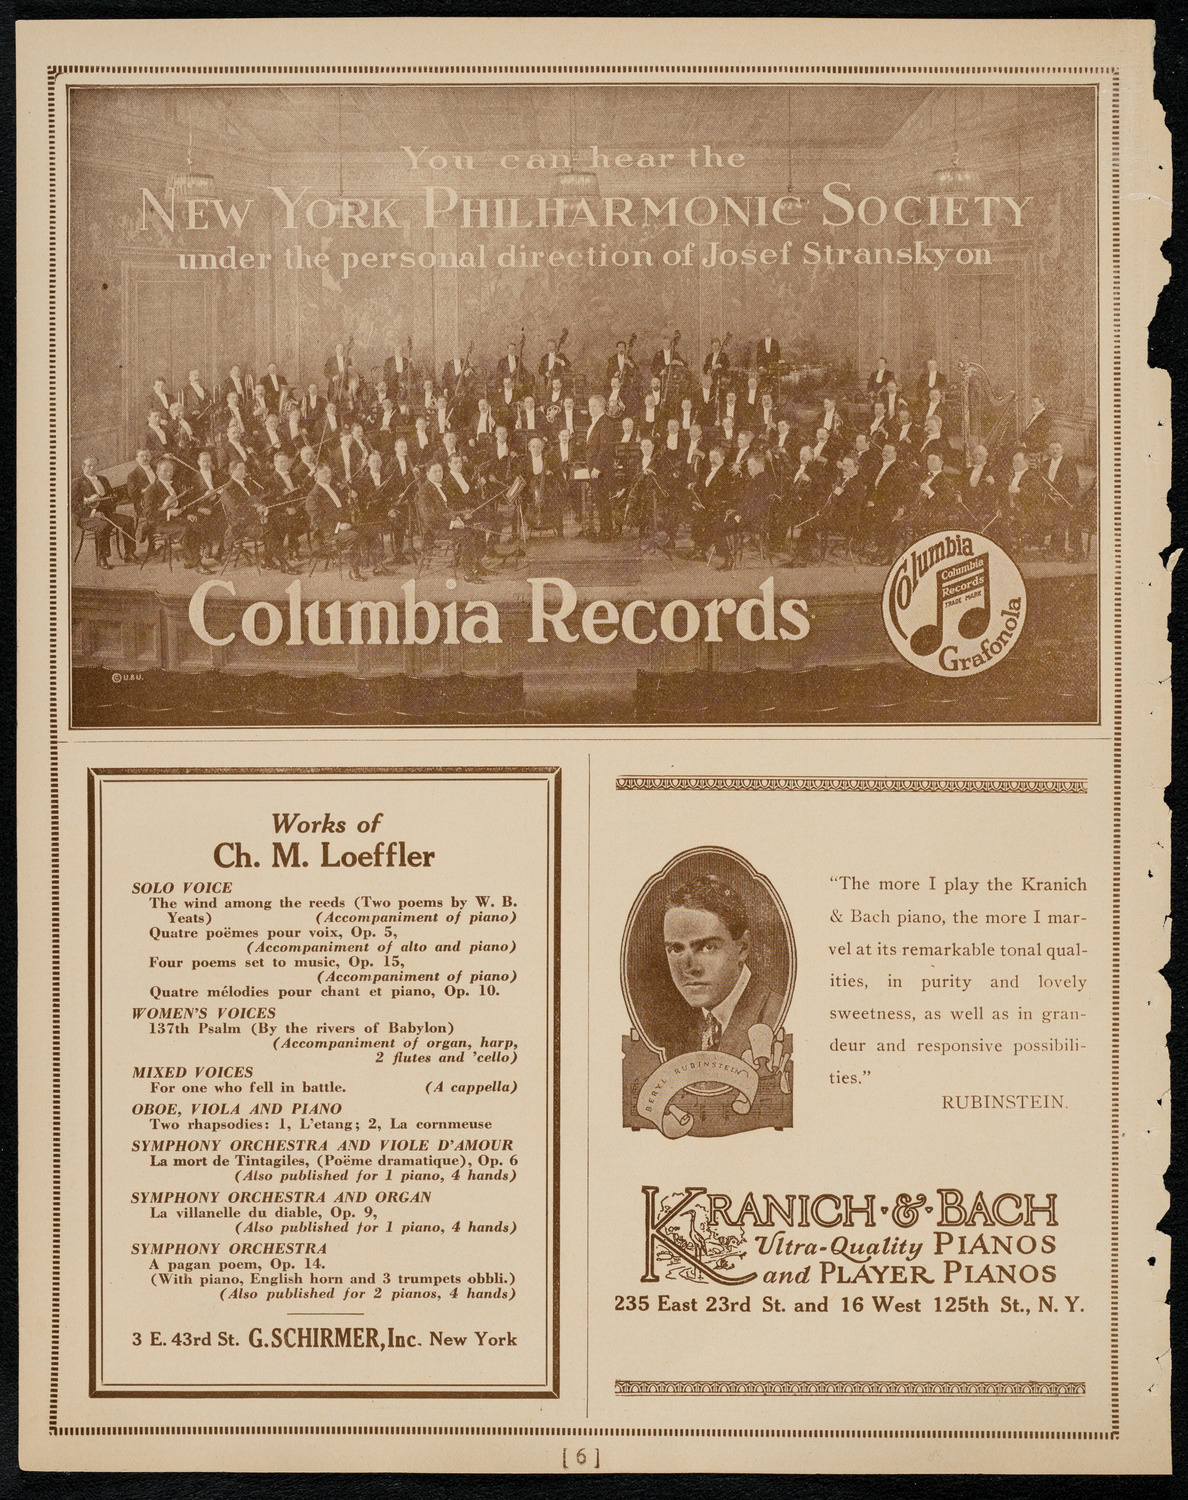 You can hear the
NEW YORK PHILHARMONIC SOCIETY
under the personal direction of Josef Stransky on
Columbia Records
Columbia
Columbia
Records
TRADE MARK
Grafonola
© U.&U.
Works of
Ch. M. Loeffler
SOLO VOICE
The wind among the reeds (Two poems by W. B.
Yeats) (Accompaniment of piano)
Quatre poëmes pour voix, Op. 5,
(Accompaniment of alto and piano)
Four poems set to music, Op. 15,
(Accompaniment of piano)
Quatre mélodies pour chant et piano, Op. 10.
WOMEN'S VOICES
137th Psalm (By the rivers of Babylon)
(Accompaniment of organ, harp,
2 flutes and 'cello)
MIXED VOICES
For one who fell in battle. (A cappella)
OBOE, VIOLA AND PIANO
Two rhapsodies: 1, L'etang; 2, La cornmeuse
SYMPHONY ORCHESTRA AND VIOLE D'AMOUR
La mort de Tintagiles, (Poëme dramatique), Op. 6
(Also published for 1 piano, 4 hands)
SYMPHONY ORCHESTRA AND ORGAN
La villanelle du diable, Op. 9,
(Also published for 1 piano, 4 hands)
SYMPHONY ORCHESTRA
A pagan poem, Op. 14.
(With piano, English horn and 3 trumpets obbli.)
(Also published for 2 pianos, 4 hands)
3 E. 43rd St. G. SCHIRMER, Inc. New York
BERYL RUBINSTEIN
"The more I play the Kranich
& Bach piano, the more I mar-
vel at its remarkable tonal qual-
ities, in purity and lovely
sweetness, as well as in gran-
deur and responsive possibili-
ties."
RUBINSTEIN.
KRANICH·&·BACH
Ultra-Quality PIANOS
and PLAYER PIANOS
235 East 23rd St. and 16 West 125th St., N. Y.
[ 6 ]